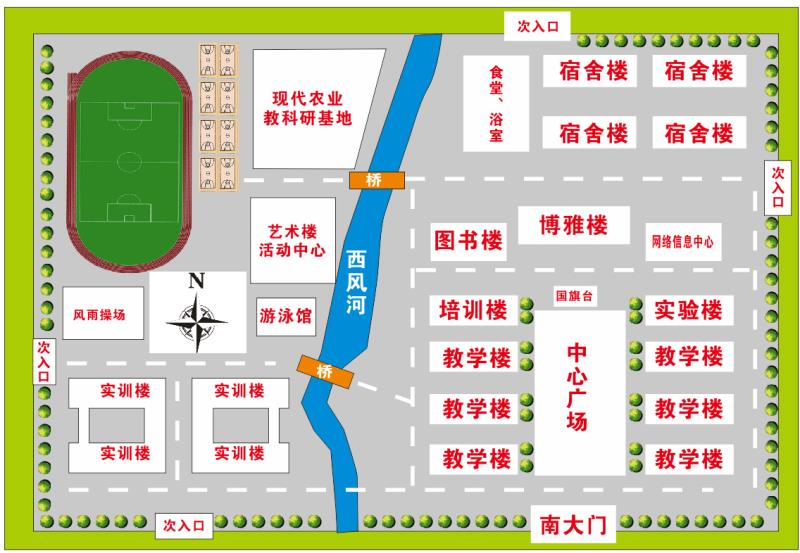 次入口
食堂、浴室
宿舍楼
宿舍楼
宿舍楼
宿舍楼
现代农业
教科研基地
桥
次入口
艺术楼
活动中心
西风河
图书楼
博雅楼
网络信息中心
N
风雨操场
游泳馆
国旗台
培训楼
实验楼
次入口
桥
教学楼
中心广场
教学楼
实训楼
实训楼
教学楼
教学楼
实训楼
实训楼
教学楼
教学楼
次入口
南大门